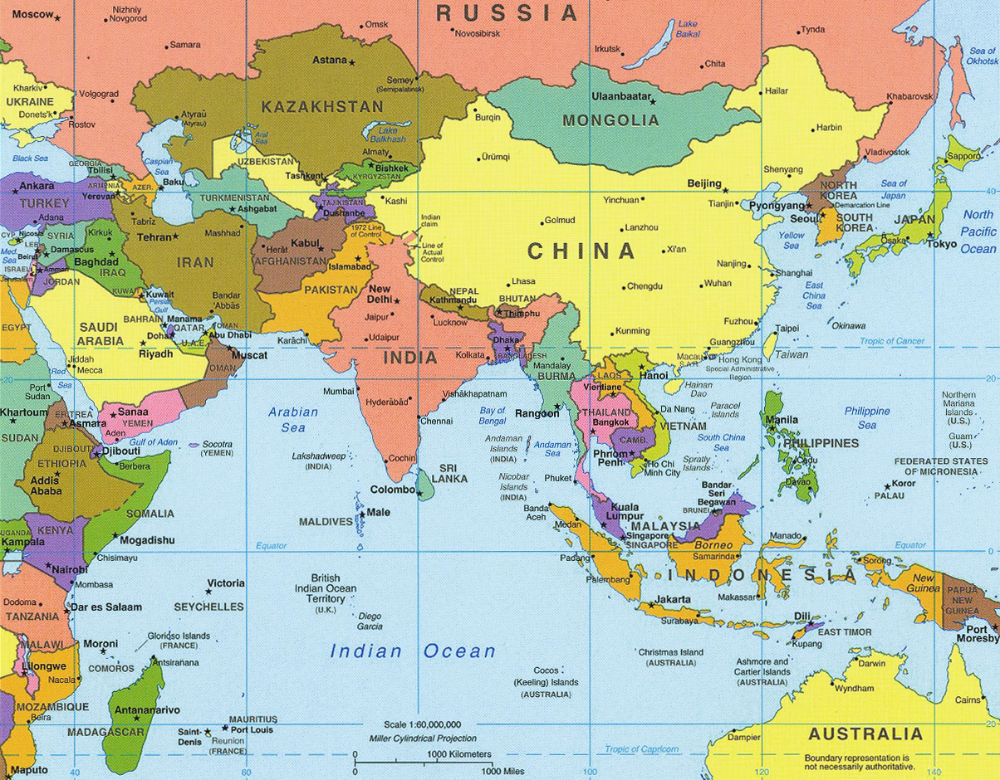 RUSSIA
Moscow
Nizhniy
Novgorod
Omsk
Novosibirsk
Lake
Baikal
Tynda
Samara
Irkutsk
Chita
Sea of
Okhotsk
Astana
Semey
(Semipalatinsk)
Kharkiv
UKRAINE
Donets'k
Volgograd
Rostov
Atyraū
(Atyrau)
KAZAKHSTAN
Ulaanbaatar
MONGOLIA
Hailar
Khabarovsk
Burqin
Harbin
Aral
Sea
Lake
Balkhash
Black Sea
GEORGIA
Tbilisi
Caspian
Sea
UZBEKISTAN
Almaty
Bishkek
KYRGYZSTAN
Ürümqi
Vladivostok
Sapporo
Ankara
TURKEY
ARMENIA
AZER.
Baku
Yerevan
Tashkent
Shenyang
Beijing
NORTH
KOREA
Sea of
Japan
40
TURKMENISTAN
Ashgabat
TAJIKISTAN
Dushanbe
Kashi
Yinchuan
Tianjin
Pyongyang
Demarcation Line
Seoul
SOUTH
KOREA
JAPAN
North
Pacific
Ocean
Adana
Tabriz
Mashhad
1972 Line
of Control
Indian
claim
Golmud
Lanzhou
Osaka
Tokyo
CYP.
Nicosia
SYRIA
Kirkuk
Tehran
Herāt
Kabul
AFGHANISTAN
Islamabad
Line of
Actual
Control
CHINA
Xi'an
Yellow
Sea
Med.
Sea
LEB.
Beirut
Damascus
Baghdad
IRAQ
IRAN
Nanjing
Shanghai
ISRAEL
Jerusalem
Amman
JORDAN
PAKISTAN
New
Delhi
NEPAL
Kathmandu
Lhasa
BHUTAN
Thimphu
Chengdu
Wuhan
East
China
Sea
KUWAIT
Kuwait
Persian
Gulf
Bandar
'Abbās
Jaipur
Lucknow
Fuzhou
Okinawa
EGYPT
SAUDI
ARABIA
BAHRAIN
Manama
QATAR
Doha
OMAN
Abu Dhabi
U.A.E.
Karāchi
Udaipur
Dhaka
BANGLADESH
Kunming
Taipei
Taiwan
Tropic of Cancer
Riyadh
Muscat
INDIA
Kolkata
Mandalay
BURMA
Guangzhou
Macau
S.A.R.
Hong Kong
Special Administrative
Region
Jiddah
Mecca
OMAN
Hanoi
LAOS
Red
Sea
Port
Sudan
20
20
Mumbai
Vishākhapatnam
Vientiane
Hainan
Dao
Hyderābād
Khartoum
ERITREA
Asmara
Sanaa
YEMEN
Arabian
Sea
Bay of
Bengal
Rangoon
THAILAND
Bangkok
Da Nang
Paracel
Islands
Philippine
Sea
Northern
Mariana
Islands
(U.S.)
SUDAN
Aden
Chennai
VIETNAM
Manila
Guam
(U.S.)
DJIBOUTI
Djibouti
Gulf of Aden
Socotra
(YEMEN)
Andaman
Islands
(INDIA)
Andaman
Sea
CAMB.
South China
Sea
PHILIPPINES
ETHIOPIA
Berbera
Lakshadweep
(INDIA)
Cochin
Phnom
Penh
Ho Chi
Minh City
Spratly
Islands
Cedu
FEDERATED STATES
OF MICRONESIA
Addis
Ababa
SRI
LANKA
Nicobar
Islands
(INDIA)
Phuket
Davao
Koror
PALAU
Colombo
Banda
Aceh
Bandar
Seri
Begawan
BRUNEI
SOMALIA
MALDIVES
Male
Medan
Kuala
Lumpur
MALAYSIA
UGANDA
Kampala
KENYA
Mogadishu
Singapore
SINGAPORE
Borneo
Manado
Equator
Equator
0
Chisimayu
Padang
Samarinda
Sorong
Nairobi
Mombasa
Victoria
SEYCHELLES
British
Indian Ocean
Territory
(U.K.)
Palembang
INDONESIA
New
Guinea
PAPUA
NEW
GUINEA
Dodoma
Dar es Salaam
TANZANIA
Diego
Garcia
Jakarta
Surabaya
Makassar
Dili
EAST TIMOR
Kupang
Port
Moresby
MALAWI
Moroni
Glorioso Islands
(FRANCE)
Indian Ocean
Christmas Island
(AUSTRALIA)
Ashmore and
Cartier Islands
(AUSTRALIA)
Darwin
Lilongwe
COMOROS
Antsirañana
Nacala
Cocos
(Keeling) Islands
(AUSTRALIA)
Wyndham
Cairns
MOZAMBIQUE
Beira
Antananarivo
MADAGASCAR
MAURITIUS
Port Louis
Saint-
Denis
Reunion
(FRANCE)
Scale 1:60,000,000
Miller Cylindrical Projection
20
Dampier
AUSTRALIA
Tropic of Capricorn
0
1000 Kilometers
0
1000 Miles
Boundary representation is
not necessarily authoritative.
Maputo
40
60
100
120
140